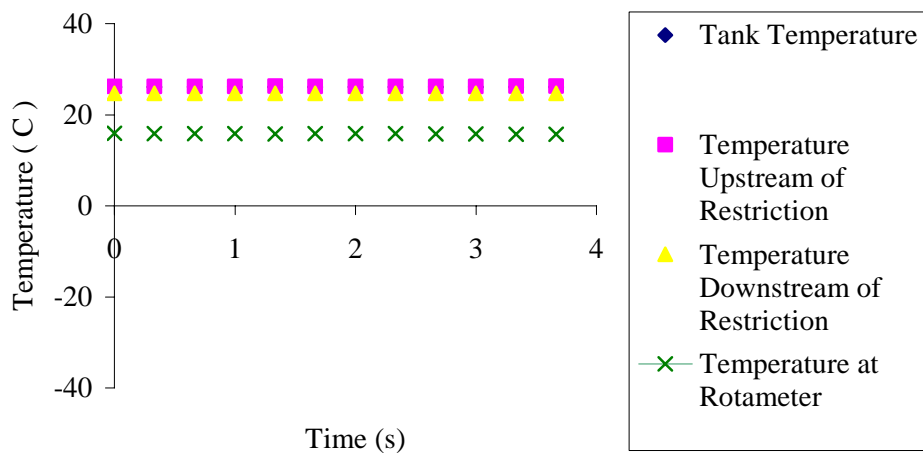 40
20
0
-20
-40
0
1
2
3
4
Temperature ( C )
Time (s)
Tank Temperature
Temperature
Upstream of
Restriction
Temperature
Downstream of
Restriction
Temperature at
Rotameter